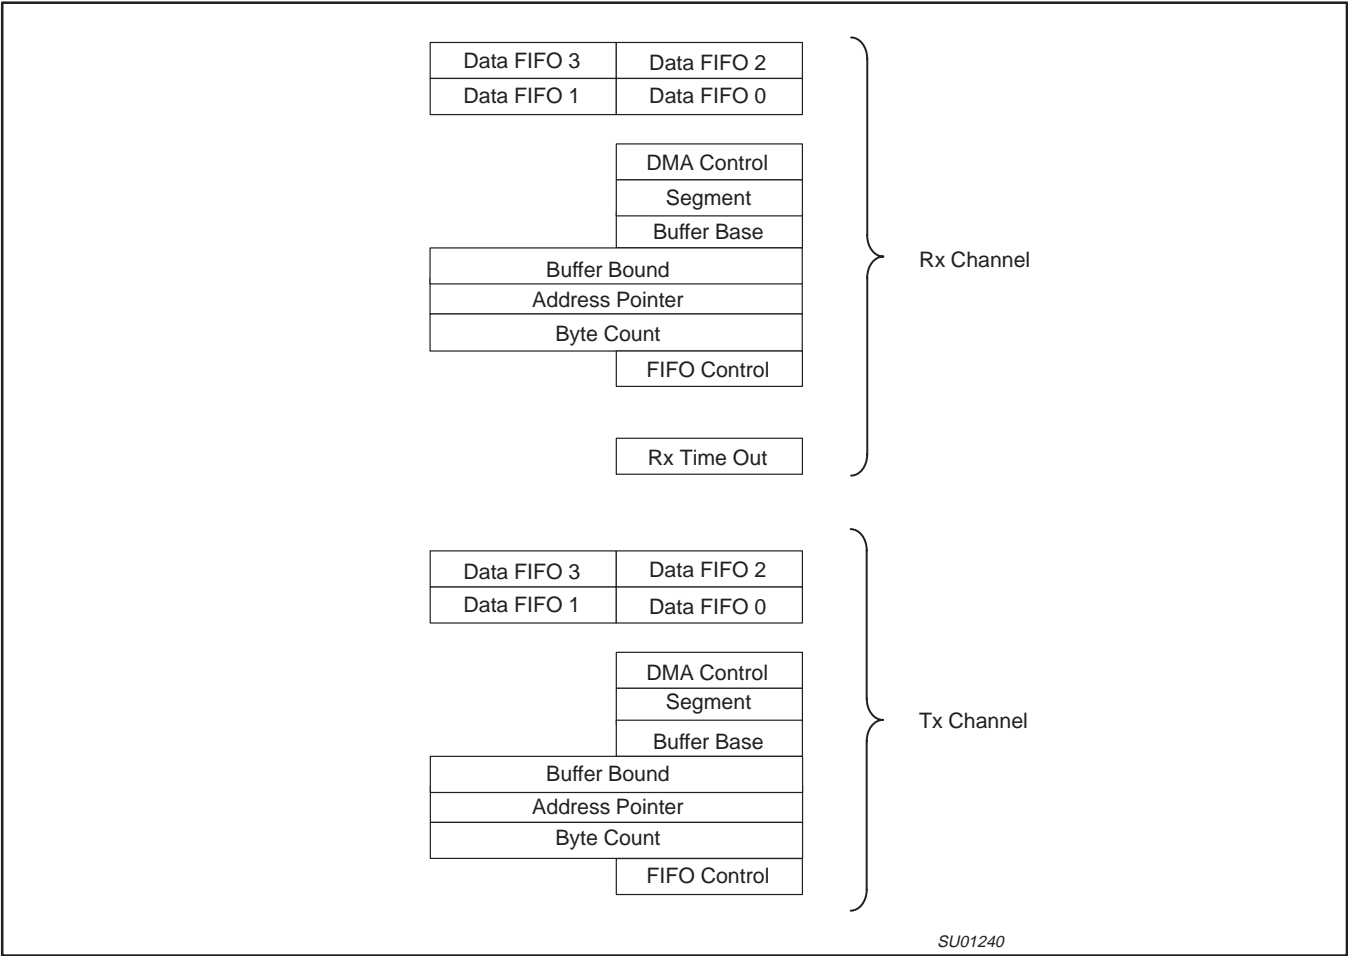 Data FIFO 3 Data FIFO 2
Data FIFO 1 Data FIFO 0
DMA Control
Segment
Buffer Base
Buffer Bound
Address Pointer
Byte Count
FIFO Control
Rx Time Out
Rx Channel
Data FIFO 3 Data FIFO 2
Data FIFO 1 Data FIFO 0
DMA Control
Segment
Buffer Base
Buffer Bound
Address Pointer
Byte Count
FIFO Control
Tx Channel
SU01240